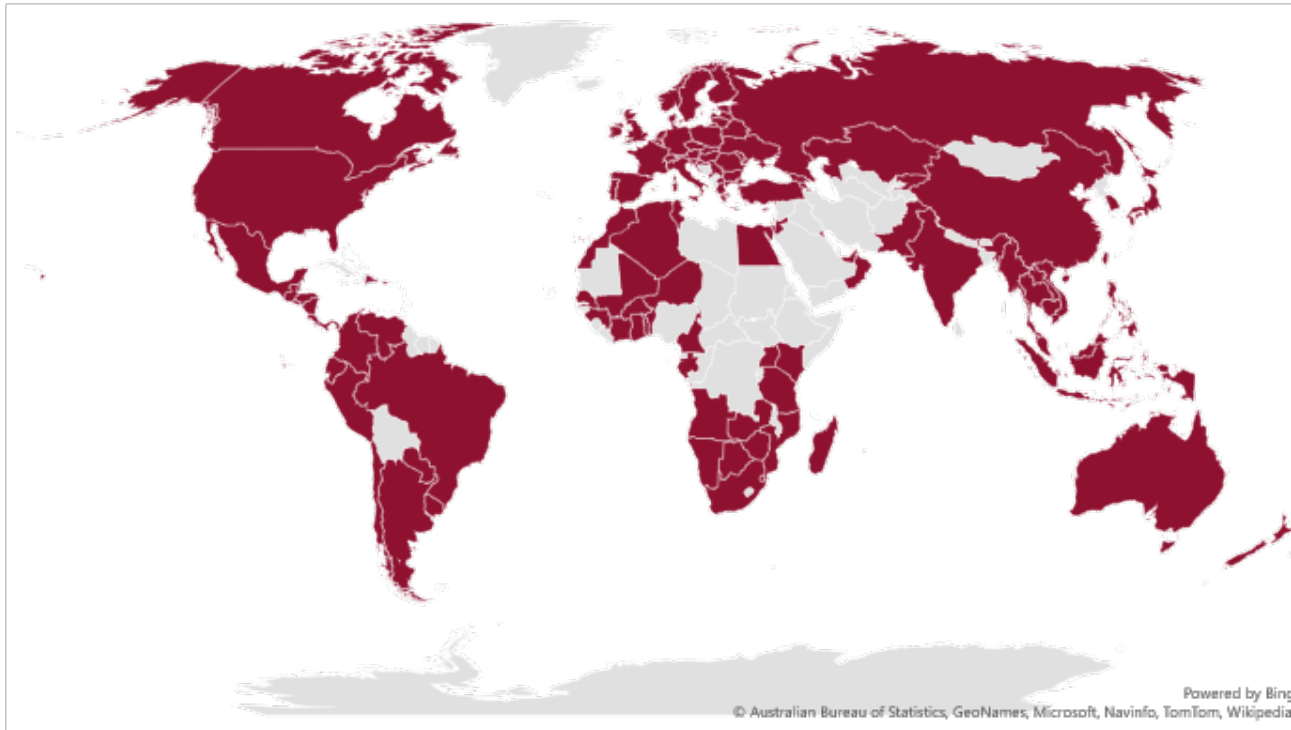 Powered by Bing
© Australian Bureau of Statistics, GeoNames, Microsoft, Navinfo, TomTom, Wikipedia